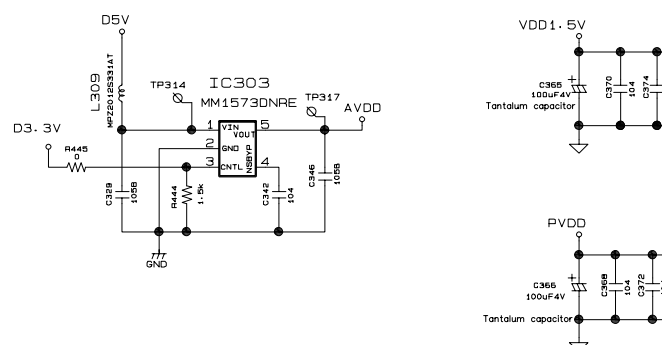 D5V
L309
MPZ2012S331AT
TP314
IC303
MM1573DNRE
TP317
AVDD
D3.3V
R445
0
1
VIN
VOUT
5
2
GND
3
CNTL
NSBYP
4
C329
105B
R444
1.5k
C342
104
C346
105B
GND
VDD1.5V
+
C365
100uF4V
Tantalum capacitor
C370
104
C374
PVDD
+
C366
100uF4V
Tantalum capacitor
C368
104
C372